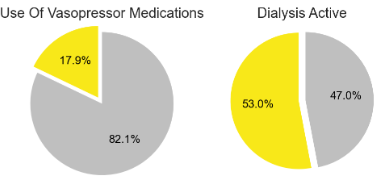 Use Of Vasopressor Medications
Dialysis Active
17.9%
82.1%
53.0%
47.0%